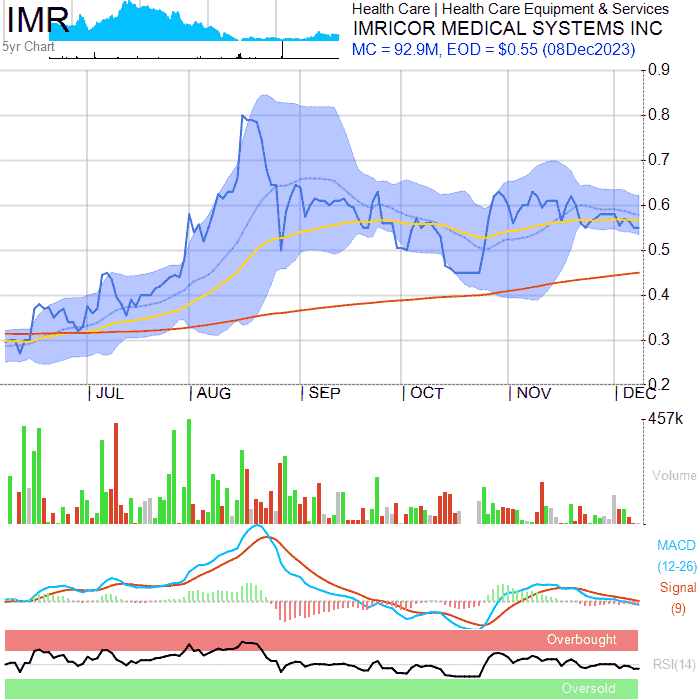 IMR
5yr Chart
Health Care | Health Care Equipment & Services
IMRICOR MEDICAL SYSTEMS INC
MC = 92.9M, EOD = $0.55 (08Dec2023)
0.9
0.8
0.7
0.6
0.5
0.4
0.3
0.2
JUL AUG SEP OCT NOV DEC
457k
Volume
MACD
(12-26)
Signal
(9)
Overbought
RSI(14)
Oversold